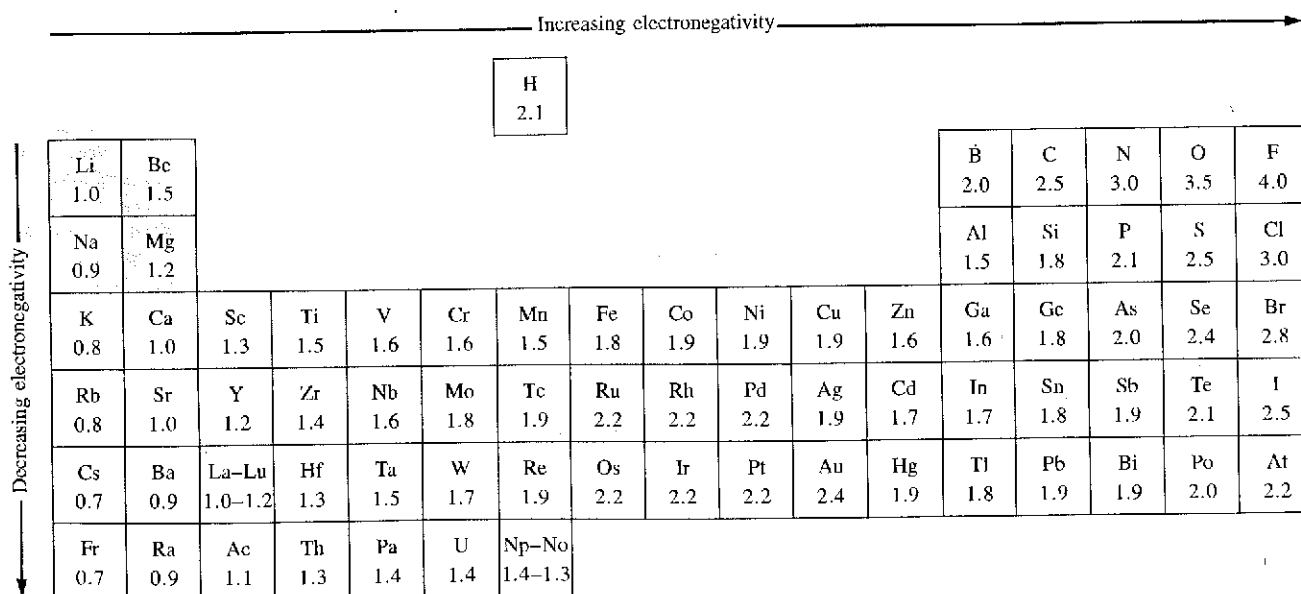 Increasing electronegativity
H
2.1
Decreasing electronegativity
Li Be B C N O F
1.0 1.5 2.0 2.5 3.0 3.5 4.0
Na Mg Al Si P S Cl
0.9 1.2 1.5 1.8 2.1 2.5 3.0
K Ca Sc Ti V Cr Mn Fe Co Ni Cu Zn Ga Ge As Se Br
0.8 1.0 1.3 1.5 1.6 1.6 1.5 1.8 1.9 1.9 1.9 1.6 1.6 1.8 2.0 2.4 2.8
Rb Sr Y Zr Nb Mo Tc Ru Rh Pd Ag Cd In Sn Sb Te I
0.8 1.0 1.2 1.4 1.6 1.8 1.9 2.2 2.2 2.2 1.9 1.7 1.7 1.8 1.9 2.1 2.5
Cs Ba La–Lu Hf Ta W Re Os Ir Pt Au Hg Tl Pb Bi Po At
0.7 0.9 1.0–1.2 1.3 1.5 1.7 1.9 2.2 2.2 2.2 2.4 1.9 1.8 1.9 1.9 2.0 2.2
Fr Ra Ac Th Pa U Np–No
0.7 0.9 1.1 1.3 1.4 1.4 1.4–1.3